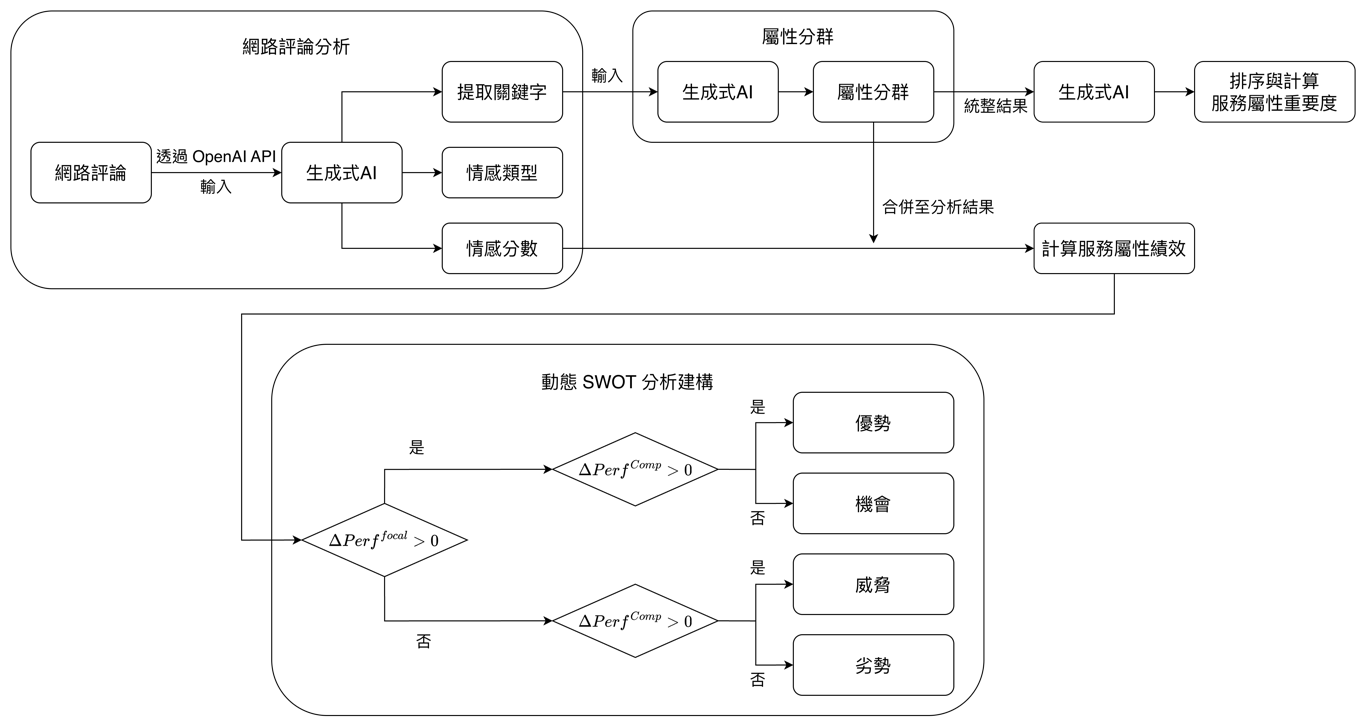 網路評論分析
網路評論
透過 OpenAI API
輸入
生成式AI
提取關鍵字
情感類型
情感分數
輸入
屬性分群
生成式AI
屬性分群
統整結果
生成式AI
排序與計算
服務屬性重要度
合併至分析結果
計算服務屬性績效
動態 SWOT 分析建構
ΔPerf^{focal} > 0
是
ΔPerf^{Comp} > 0
是
優勢
否
機會
否
ΔPerf^{Comp} > 0
是
威脅
否
劣勢